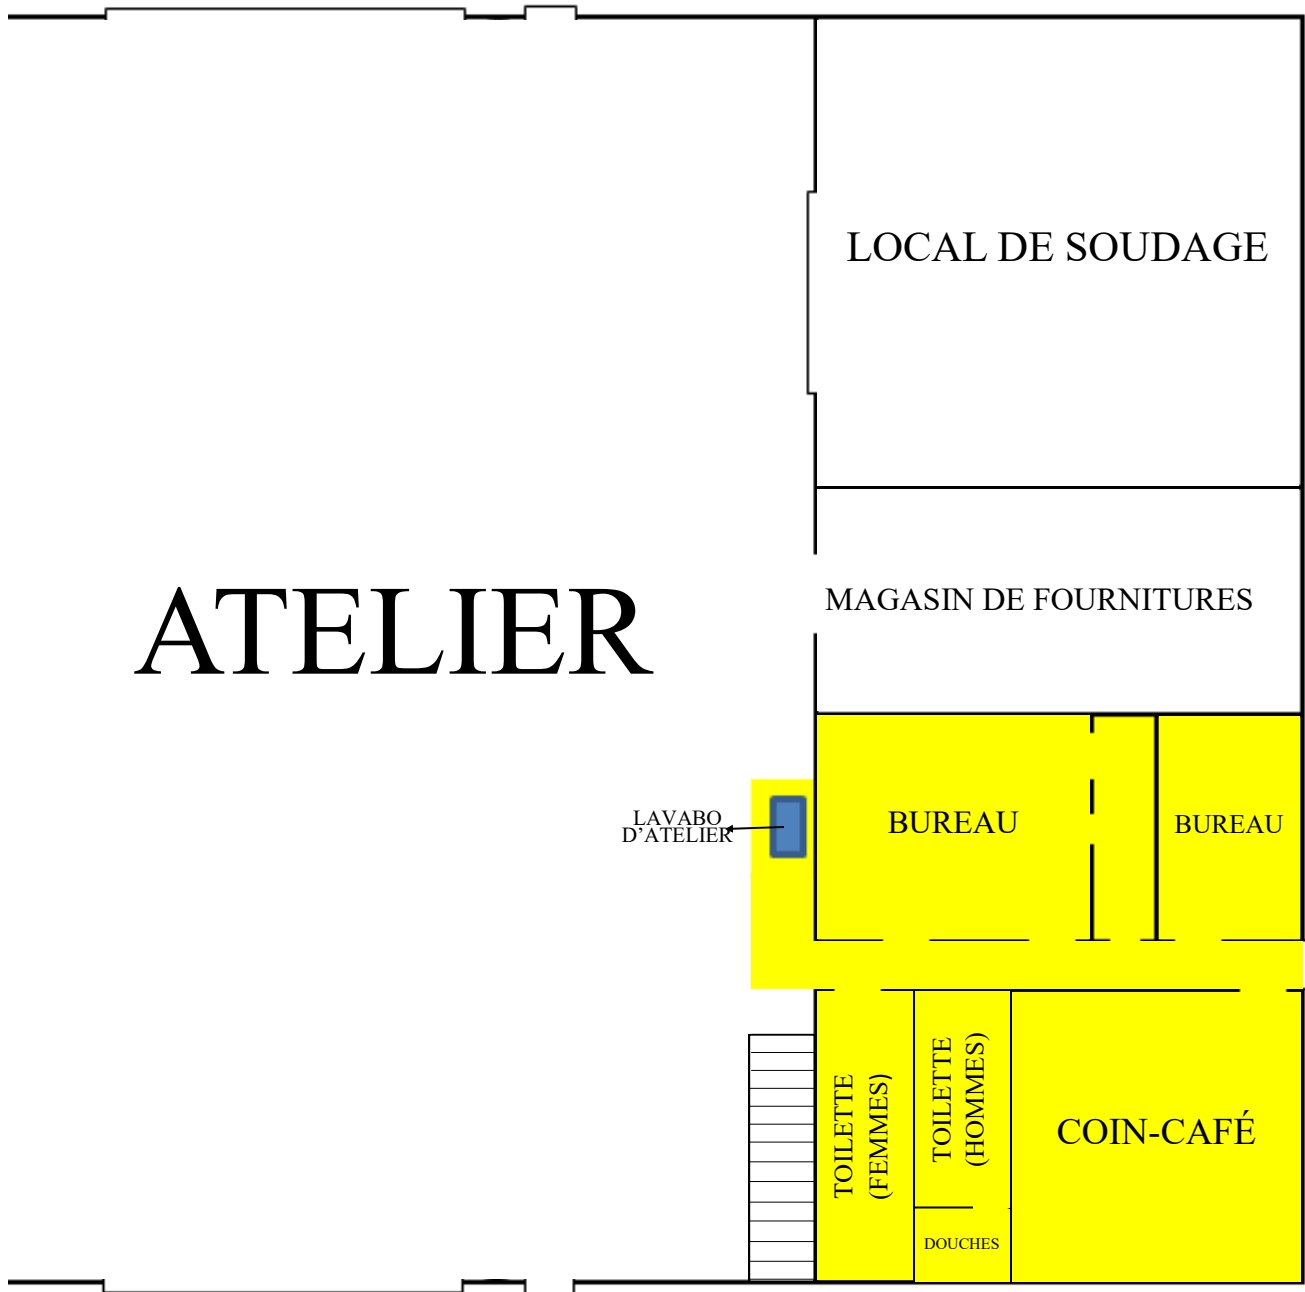 LOCAL DE SOUDAGE
ATELIER
MAGASIN DE FOURNITURES
LAVABO
D’ATELIER
BUREAU
BUREAU
TOILETTE
(FEMMES)
TOILETTE
(HOMMES)
COIN-CAFÉ
DOUCHES